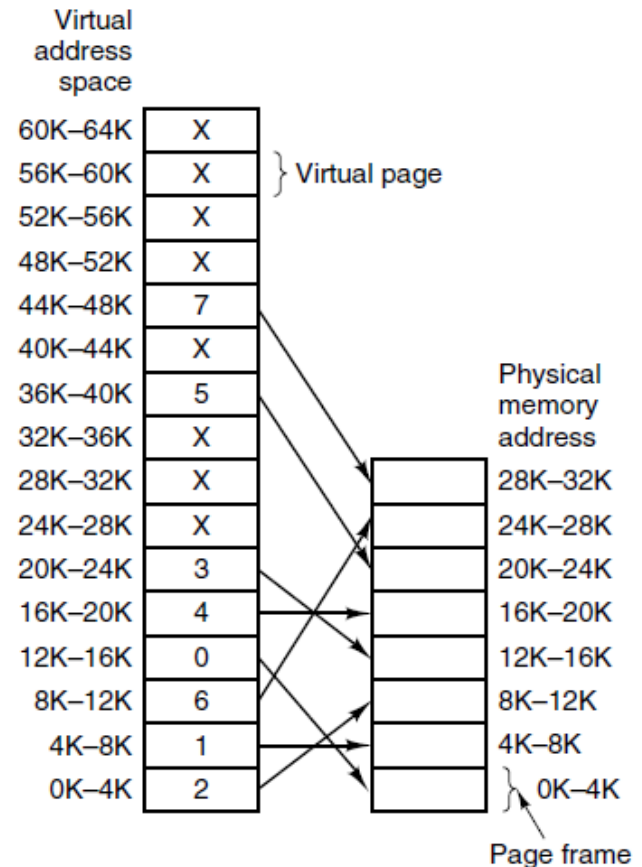 Virtual
address
space
60K–64K X
56K–60K X Virtual page
52K–56K X
48K–52K X
44K–48K 7
40K–44K X
36K–40K 5
32K–36K X
28K–32K X
24K–28K X
20K–24K 3
16K–20K 4
12K–16K 0
8K–12K 6
4K–8K 1
0K–4K 2
Physical
memory
address
28K–32K
24K–28K
20K–24K
16K–20K
12K–16K
8K–12K
4K–8K
0K–4K
Page frame